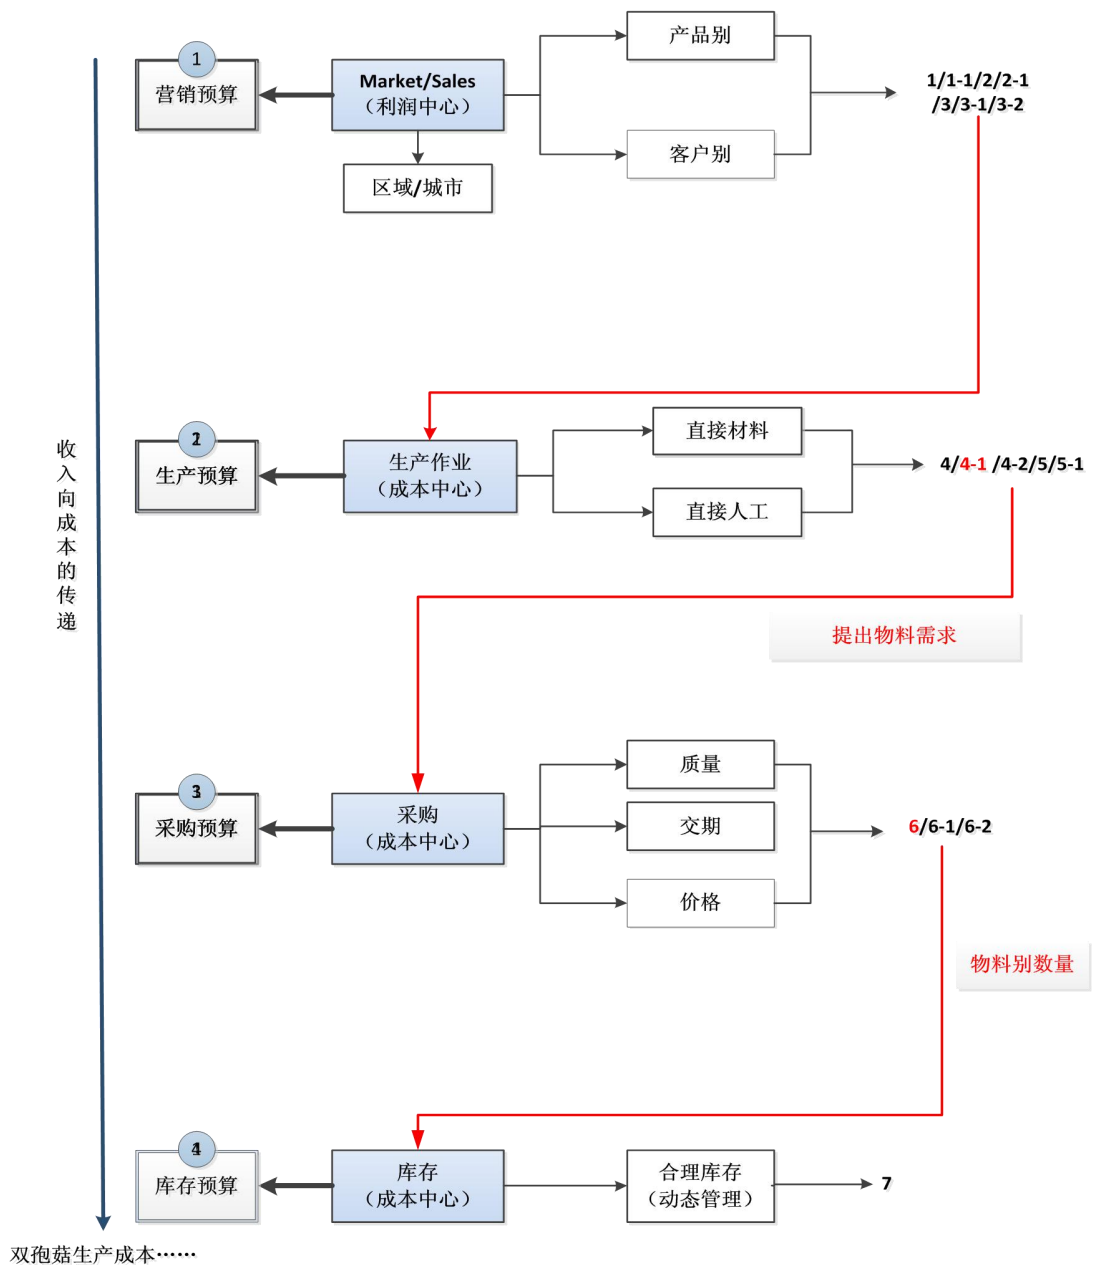 1
营销预算
Market/Sales
（利润中心）
产品别
客户别
区域/城市
1/1-1/2/2-1
/3/3-1/3-2
2
生产预算
生产作业
（成本中心）
直接材料
直接人工
4/4-1 /4-2/5/5-1
收入向成本的传递
提出物料需求
3
采购预算
采购
（成本中心）
质量
交期
价格
6/6-1/6-2
物料别数量
4
库存预算
库存
（成本中心）
合理库存
（动态管理）
7
双孢菇生产成本……